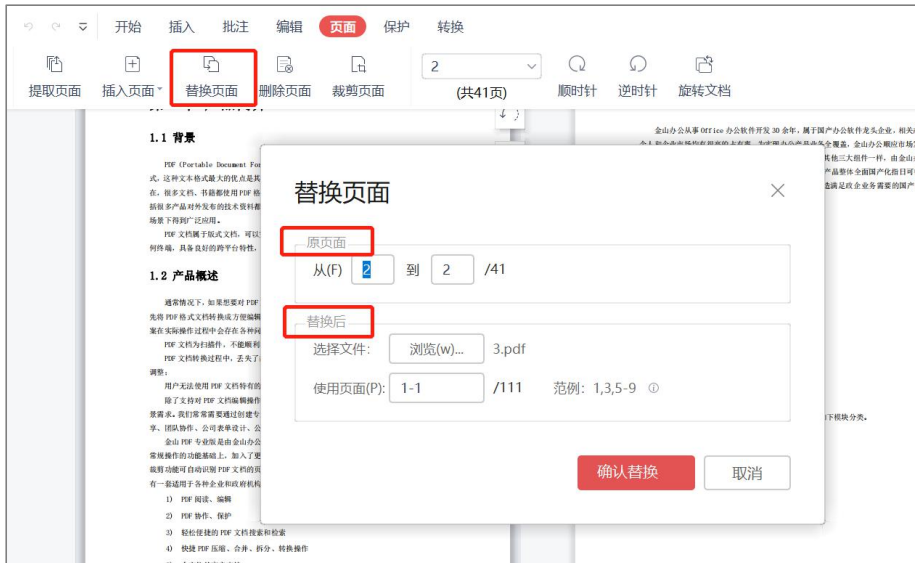 开始 插入 批注 编辑 页面 保护 转换
提取页面 插入页面 替换页面 删除页面 裁剪页面 2 (共41页) 顺时针 逆时针 旋转文档
1.1 背景
PDF (Portable Document For
式, 这种文本格式最大的优点是其
在, 很多文档、书籍都使用 PDF 格
括很多产品对外发布的技术资料都
场景下得到广泛应用。
PDF 文档属于版式文档, 可以
何终端, 具备良好的跨平台特性,
1.2 产品概述
通常情况下, 如果想要对 PDF
先将 PDF 格式文档转换成方便编辑
案在实际操作过程中会存在各种问
PDF 文档为扫描件, 不能顺利
PDF 文档转换过程中, 丢失了
调整;
用户无法使用 PDF 文档特有的
除了支持对 PDF 文档编辑操作
景需求。我们常常需要通过创建专
享、团队协作、公司表单设计、公
金山 PDF 专业版是由金山办公
常规操作的功能基础上, 加入了更
裁剪功能可自动识别 PDF 文档的页
有一套适用于各种企业和政府机构
1) PDF 阅读、编辑
2) PDF 协作、保护
3) 轻松便捷的 PDF 文档搜索和检索
4) 快捷 PDF 压缩、合并、拆分、转换操作
金山办公从事 Office 办公软件开发 30 余年, 属于国产办公软件龙头企业, 相关
全覆盖, 金山办公顺应市场
其他三大组件一样, 由金山
产品整体全面国产化指日可
造满足政企业务需要的国产
下模块分类。
替换页面
原页面
从(F) 2 到 2 /41
替换后
选择文件: 浏览(w)... 3.pdf
使用页面(P): 1-1 /111 范例: 1,3,5-9
确认替换 取消